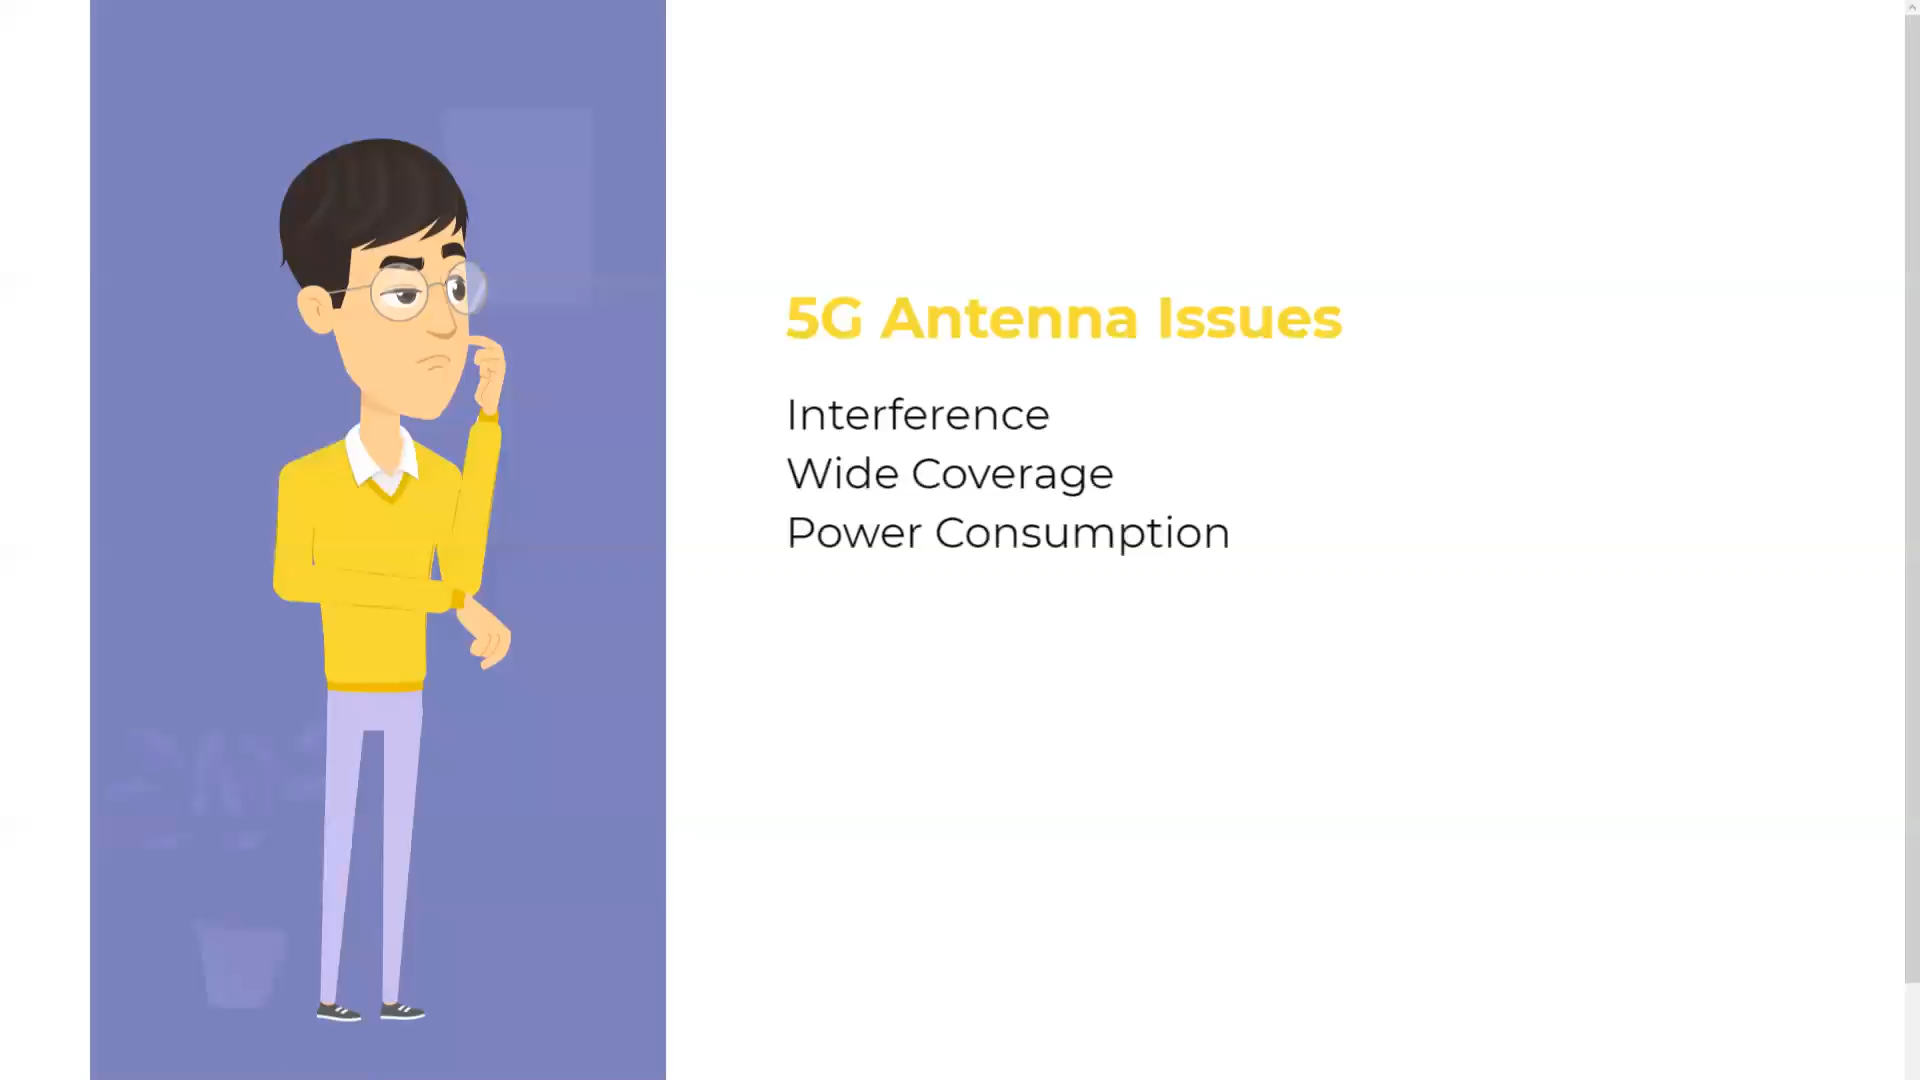 5G Antenna Issues
Interference
Wide Coverage
Power Consumption